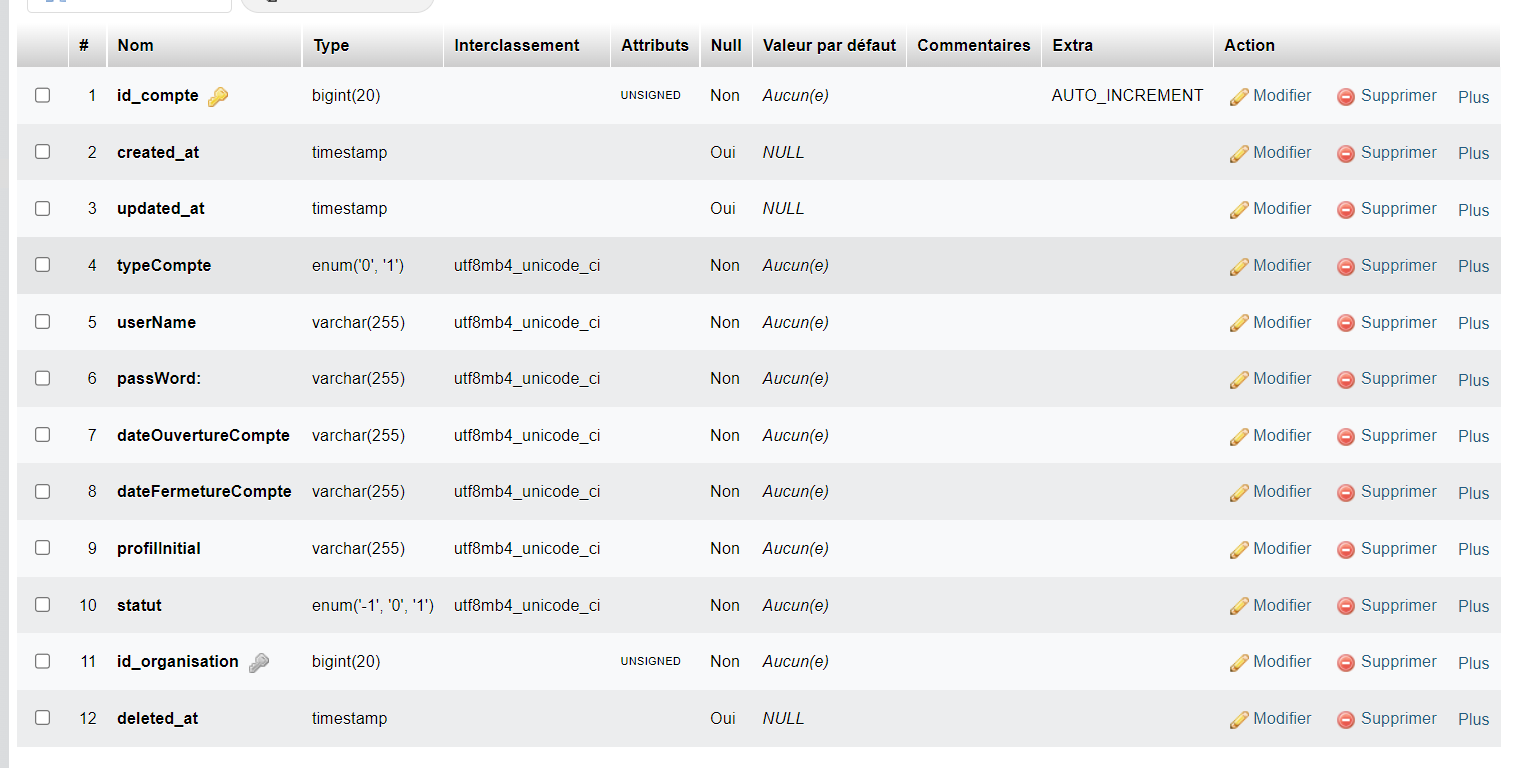 # Nom Type Interclassement Attributs Null Valeur par défaut Commentaires Extra Action
1 id_compte bigint(20) UNSIGNED Non Aucun(e) AUTO_INCREMENT Modifier Supprimer Plus
2 created_at timestamp Oui NULL Modifier Supprimer Plus
3 updated_at timestamp Oui NULL Modifier Supprimer Plus
4 typeCompte enum('0', '1') utf8mb4_unicode_ci Non Aucun(e) Modifier Supprimer Plus
5 userName varchar(255) utf8mb4_unicode_ci Non Aucun(e) Modifier Supprimer Plus
6 passWord: varchar(255) utf8mb4_unicode_ci Non Aucun(e) Modifier Supprimer Plus
7 dateOuvertureCompte varchar(255) utf8mb4_unicode_ci Non Aucun(e) Modifier Supprimer Plus
8 dateFermetureCompte varchar(255) utf8mb4_unicode_ci Non Aucun(e) Modifier Supprimer Plus
9 profilInitial varchar(255) utf8mb4_unicode_ci Non Aucun(e) Modifier Supprimer Plus
10 statut enum('-1', '0', '1') utf8mb4_unicode_ci Non Aucun(e) Modifier Supprimer Plus
11 id_organisation bigint(20) UNSIGNED Non Aucun(e) Modifier Supprimer Plus
12 deleted_at timestamp Oui NULL Modifier Supprimer Plus